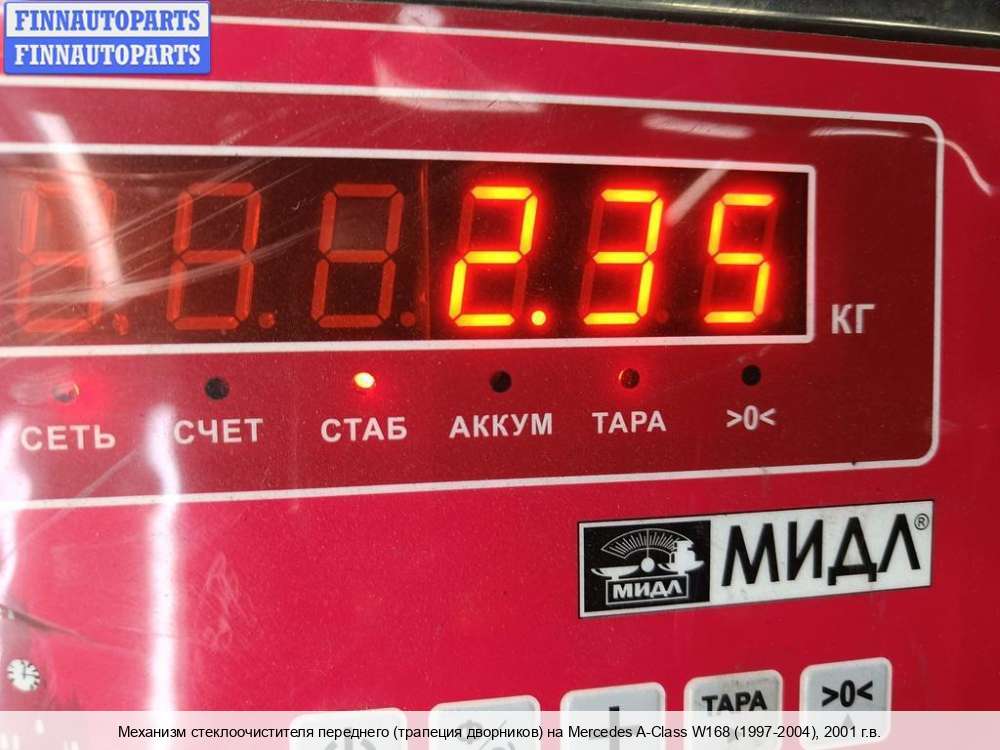 FINNAUTOPARTS
FINNAUTOPARTS
2.35
КГ
СЕТЬ СЧЕТ СТАБ АККУМ ТАРА >0<
МИДЛ МИДЛ®
ТАРА >0<
Механизм стеклоочистителя переднего (трапеция дворников) на Mercedes A-Class W168 (1997-2004), 2001 г.в.